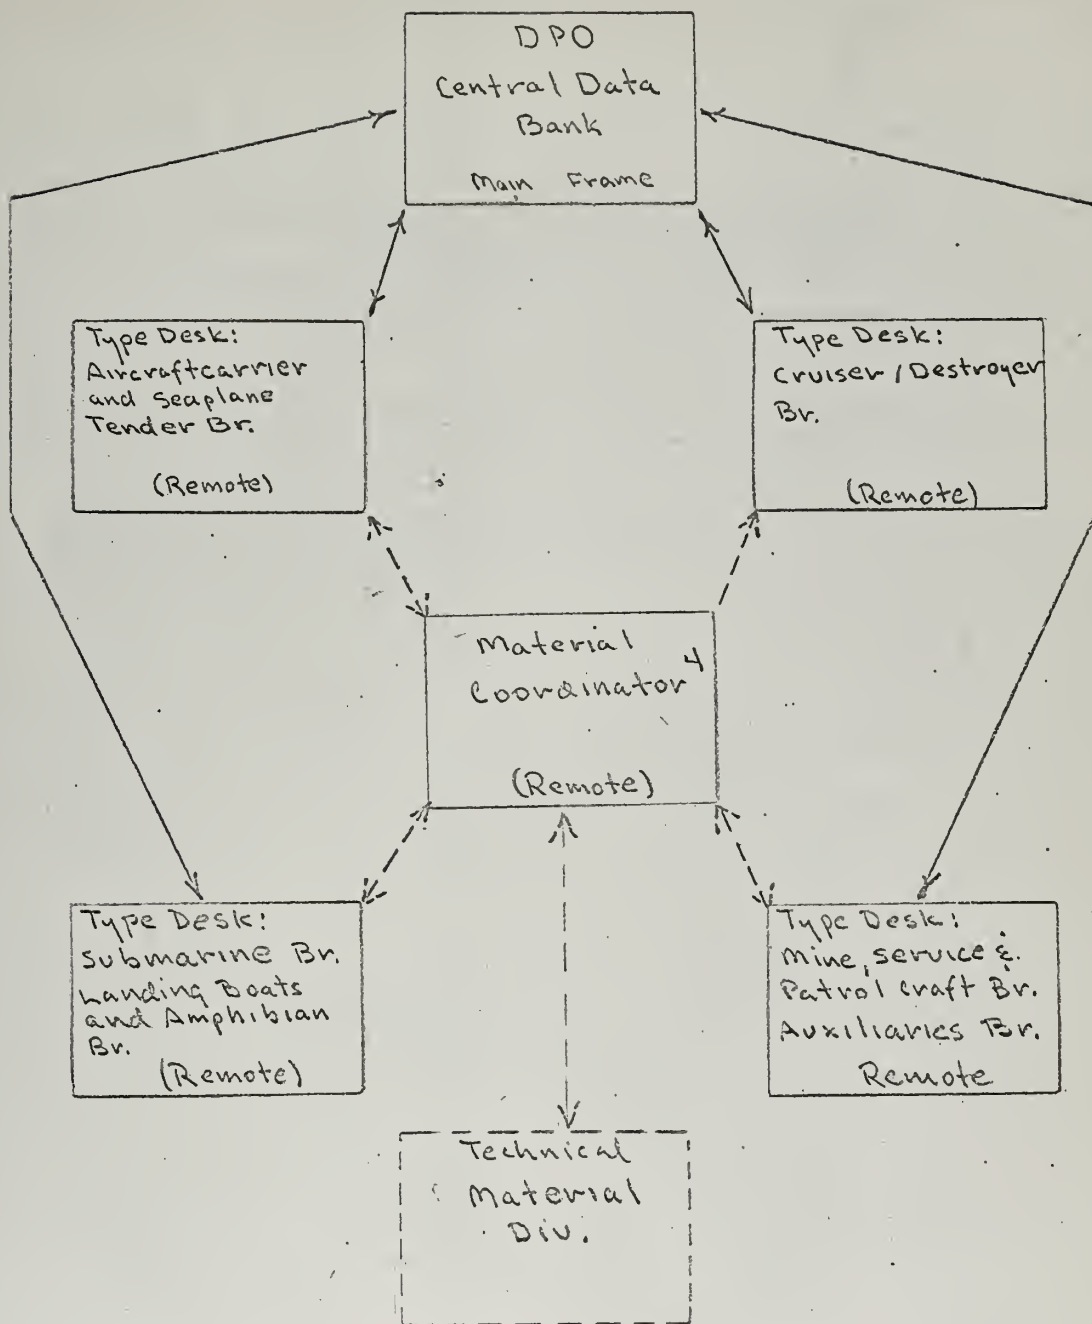 DPO
Central Data
Bank
Main Frame
Type Desk:
Aircraftcarrier
and Seaplane
Tender Br.
(Remote)
Type Desk:
Cruiser / Destroyer
Br.
(Remote)
Material
Coordinator 4
(Remote)
Type Desk:
Submarine Br.
Landing Boats
and Amphibian
Br.
(Remote)
Type Desk:
Mine, service &
Patrol Craft Br.
Auxiliaries Br.
Remote
Technical
Material
Div.